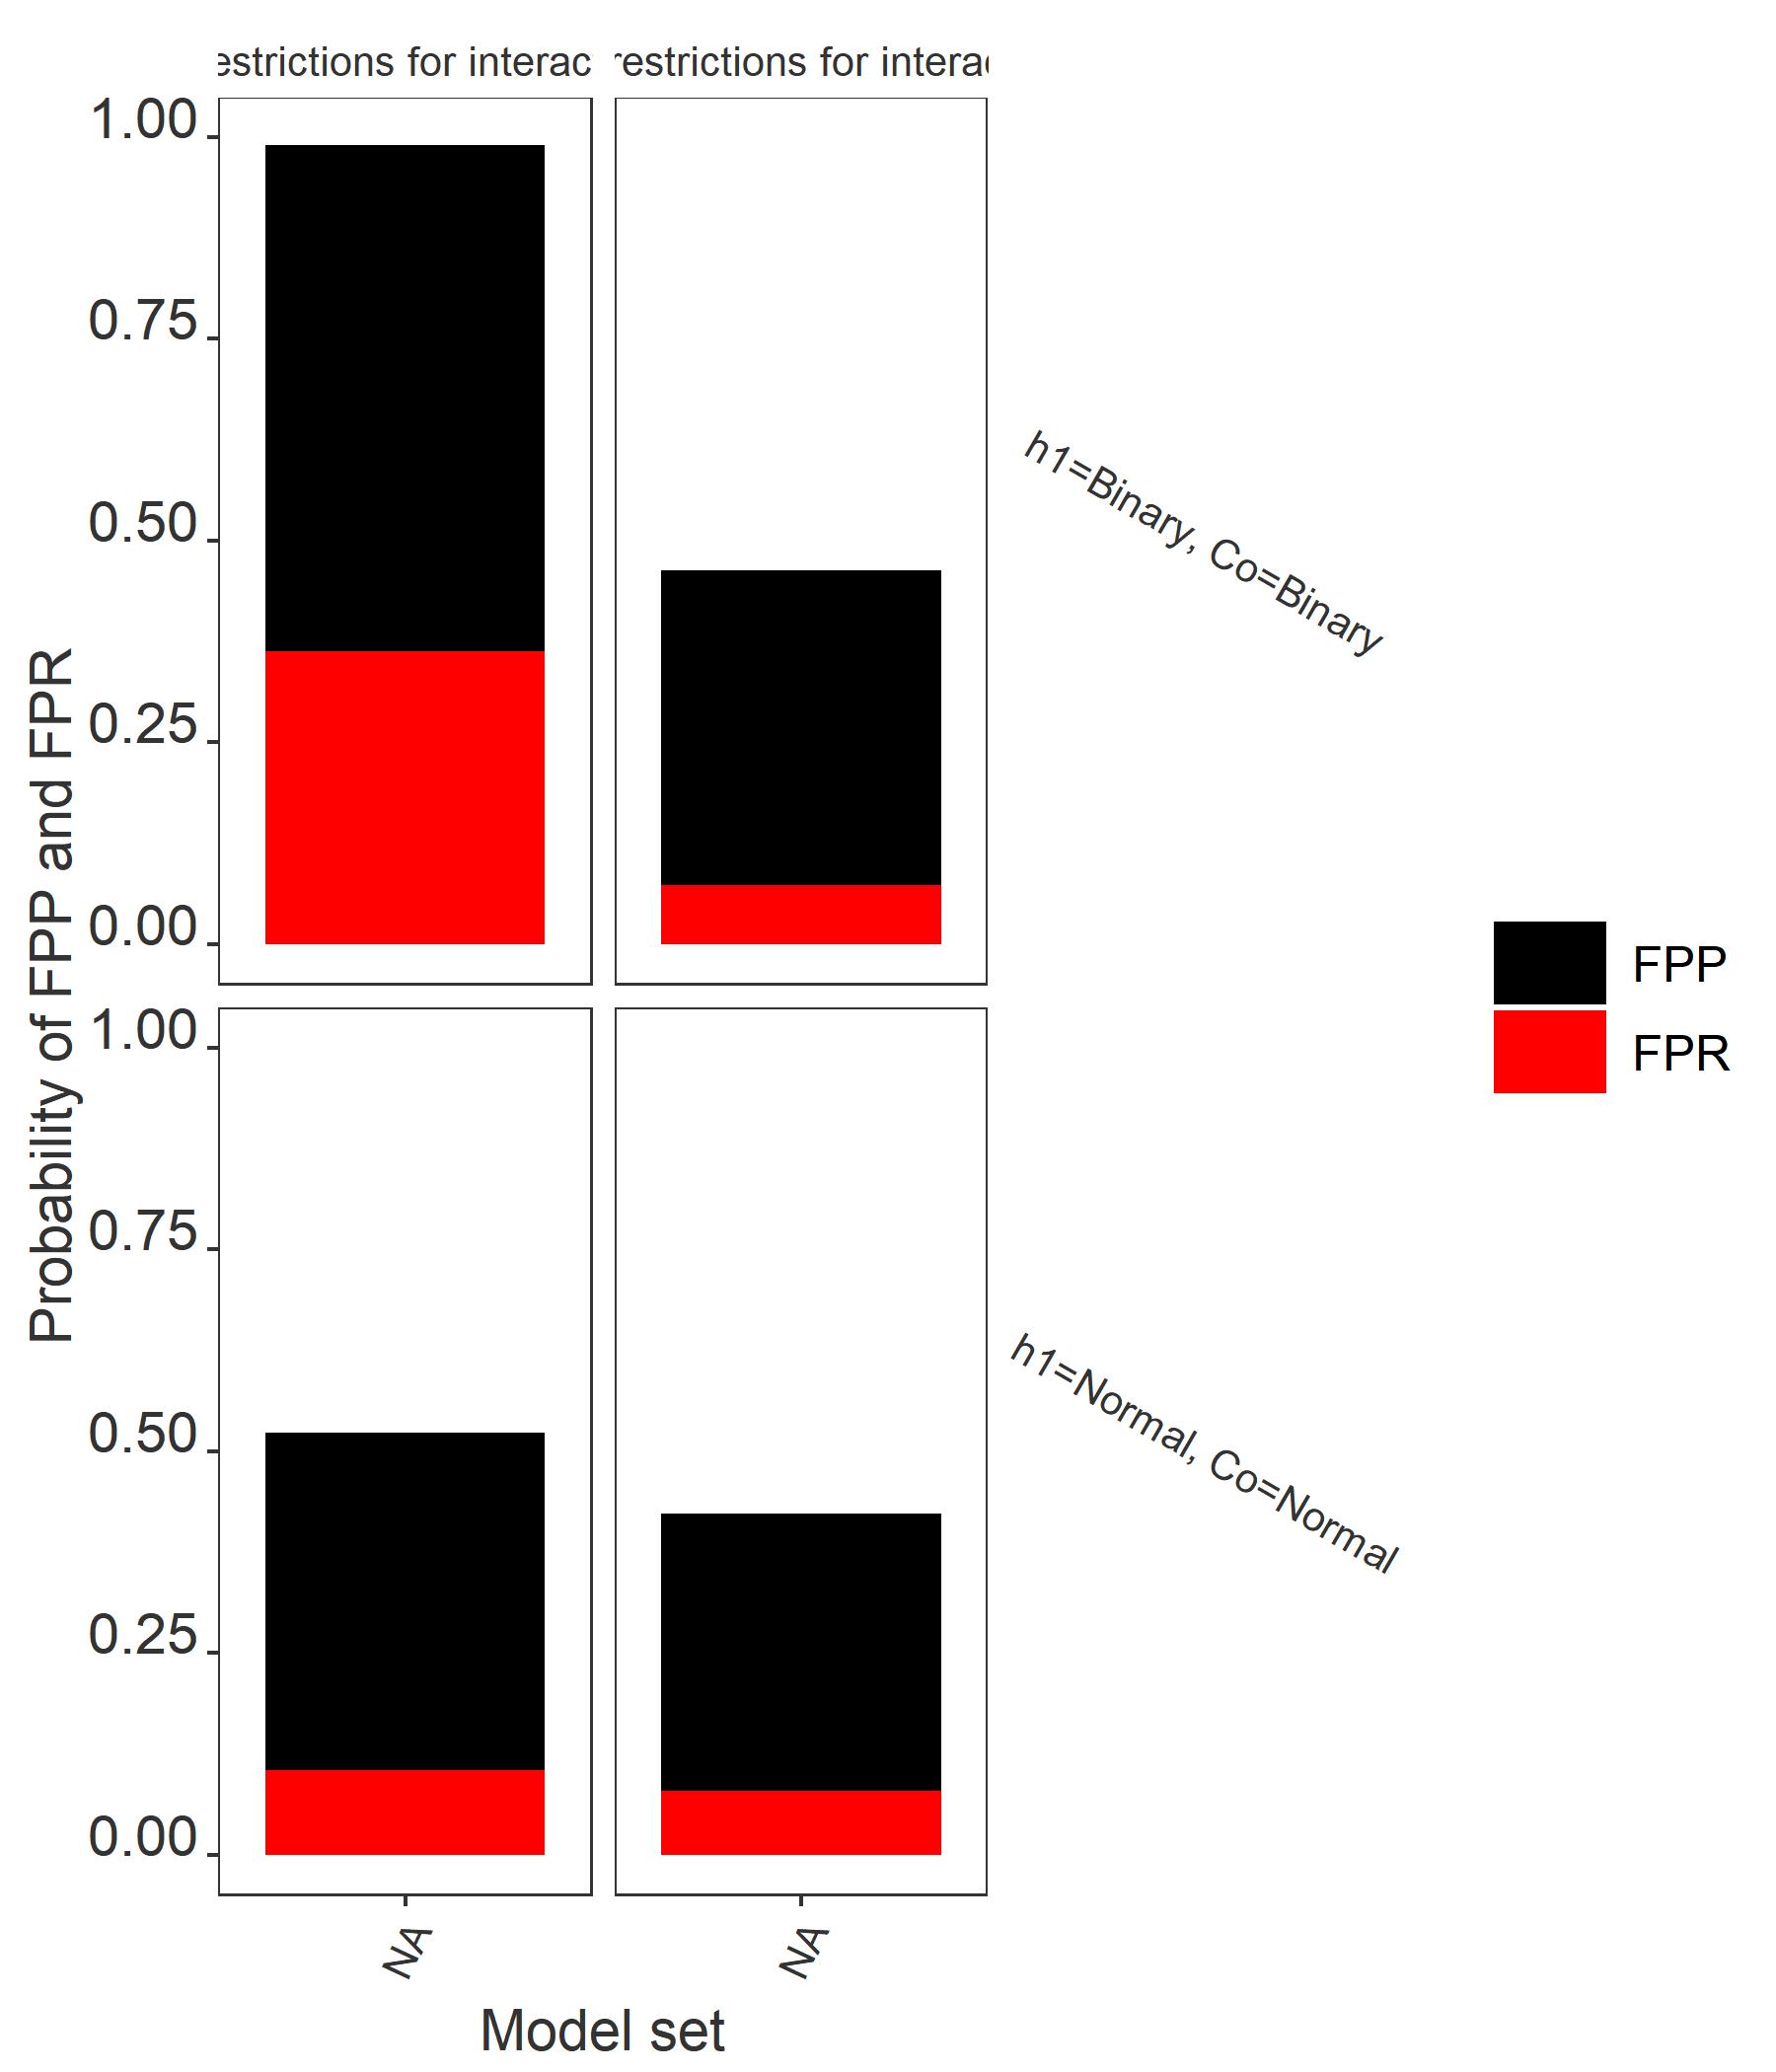 estrictions for interac
restrictions for interac
1.00
0.75
0.50
0.25
0.00
h1=Binary, Co=Binary
1.00
0.75
0.50
0.25
0.00
h1=Normal, Co=Normal
NA
NA
Model set
Probability of FPP and FPR
FPP
FPR